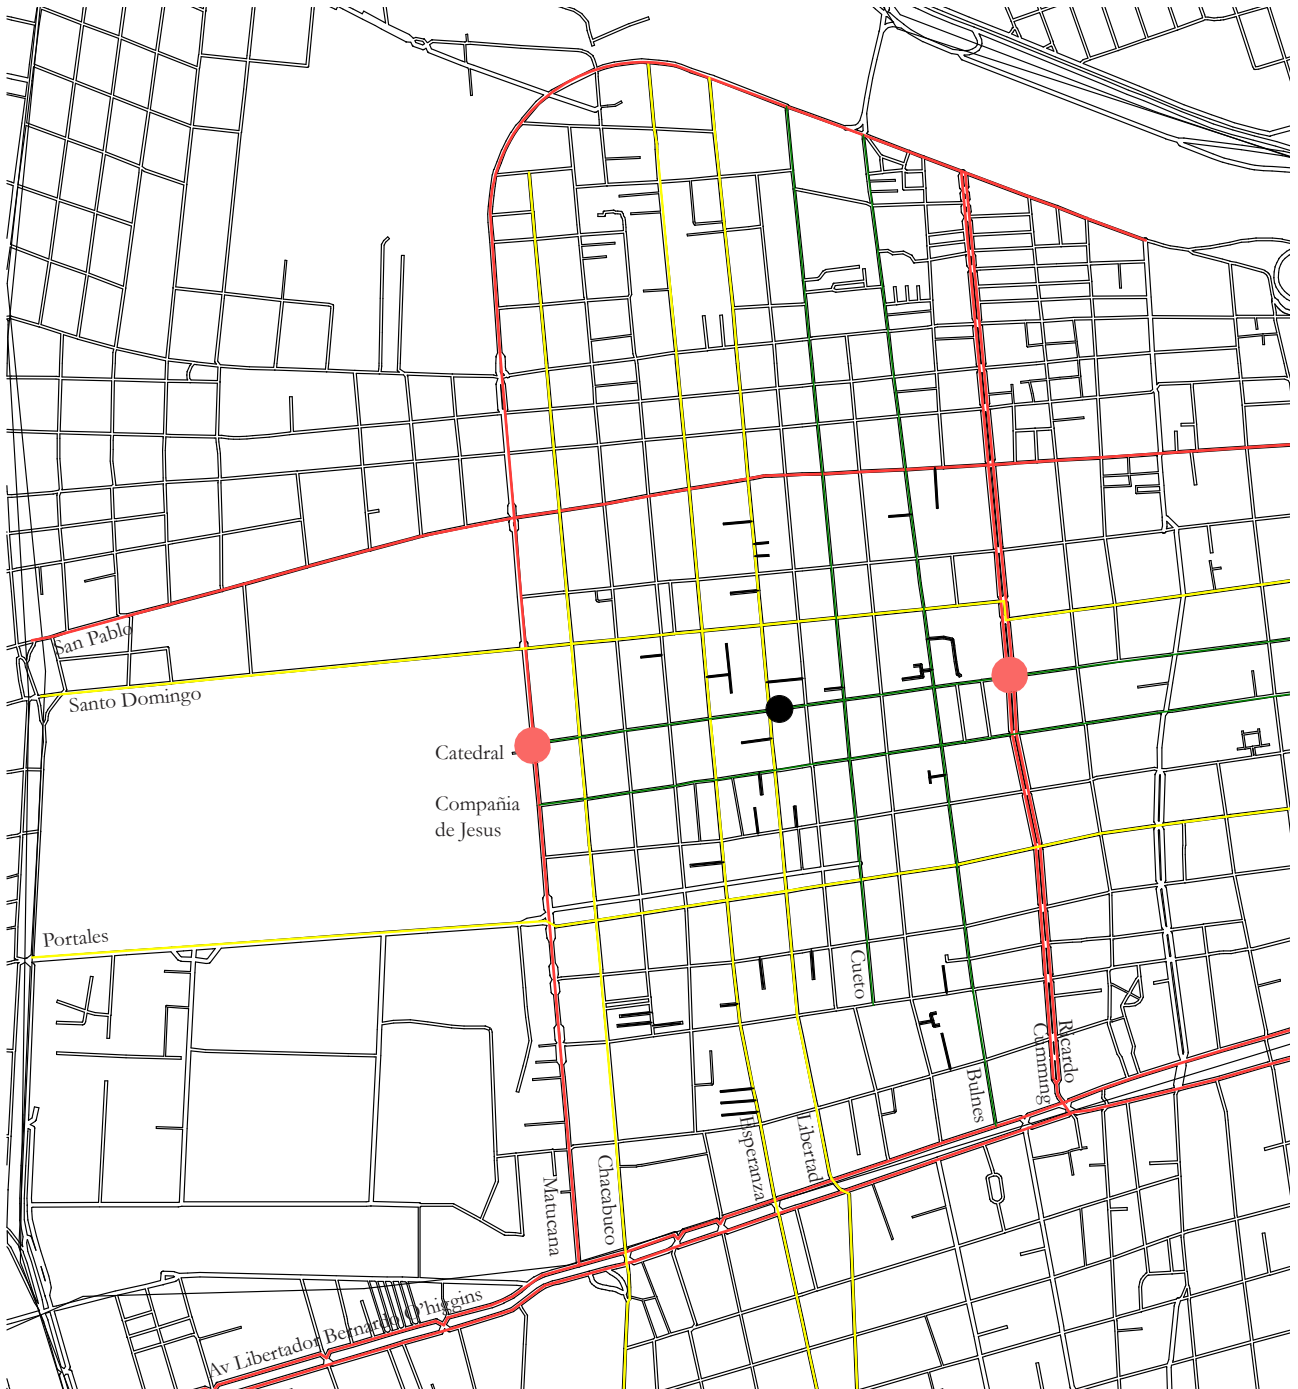 San Pablo
Santo Domingo
Catedral
Compañia
de Jesus
Portales
Cueto
Ricardo
Cumming
Bulnes
Libertad
Esperanza
Chacabuco
Matucana
Av Libertador Bernardo O'higgins